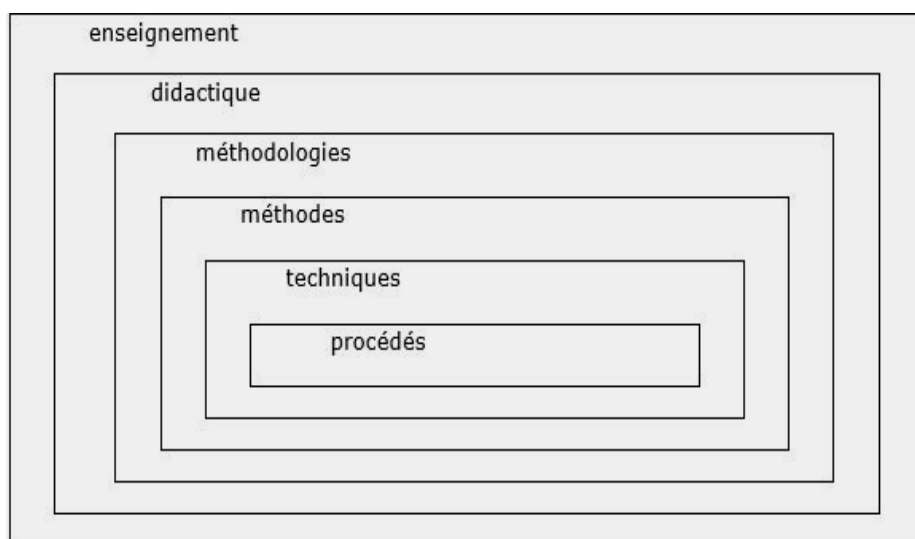 enseignement
didactique
méthodologies
méthodes
techniques
procédés